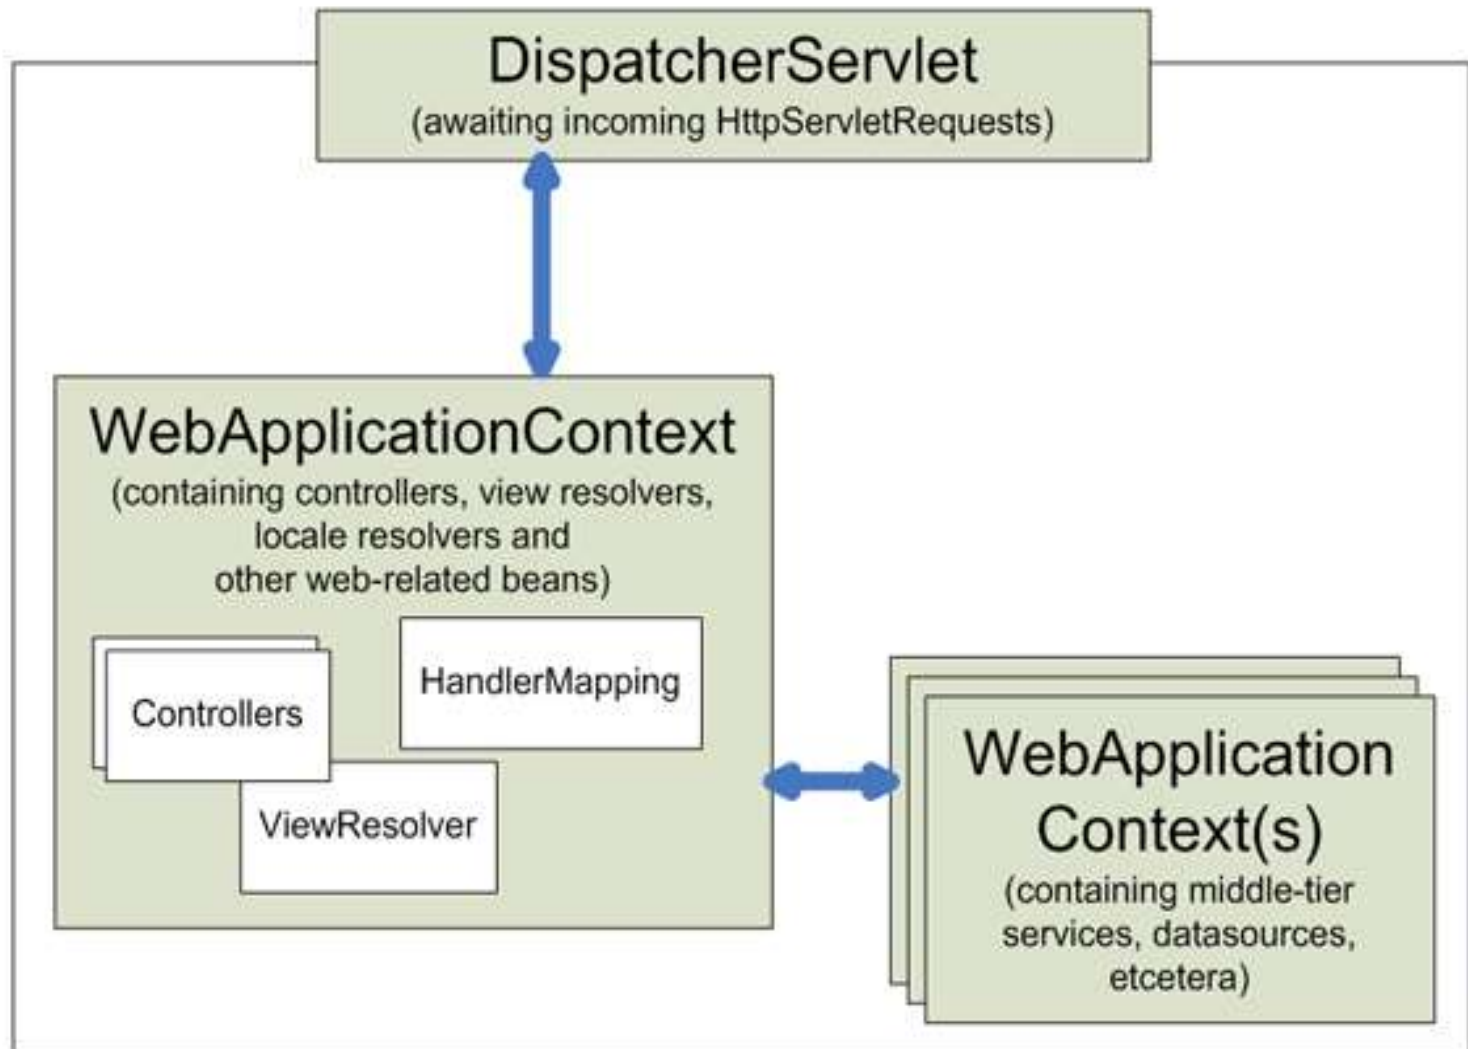 DispatcherServlet
(awaiting incoming HttpServletRequests)
WebApplicationContext
(containing controllers, view resolvers,
locale resolvers and
other web-related beans)
HandlerMapping
Controllers
ViewResolver
WebApplication
Context(s)
(containing middle-tier
services, datasources,
etcetera)